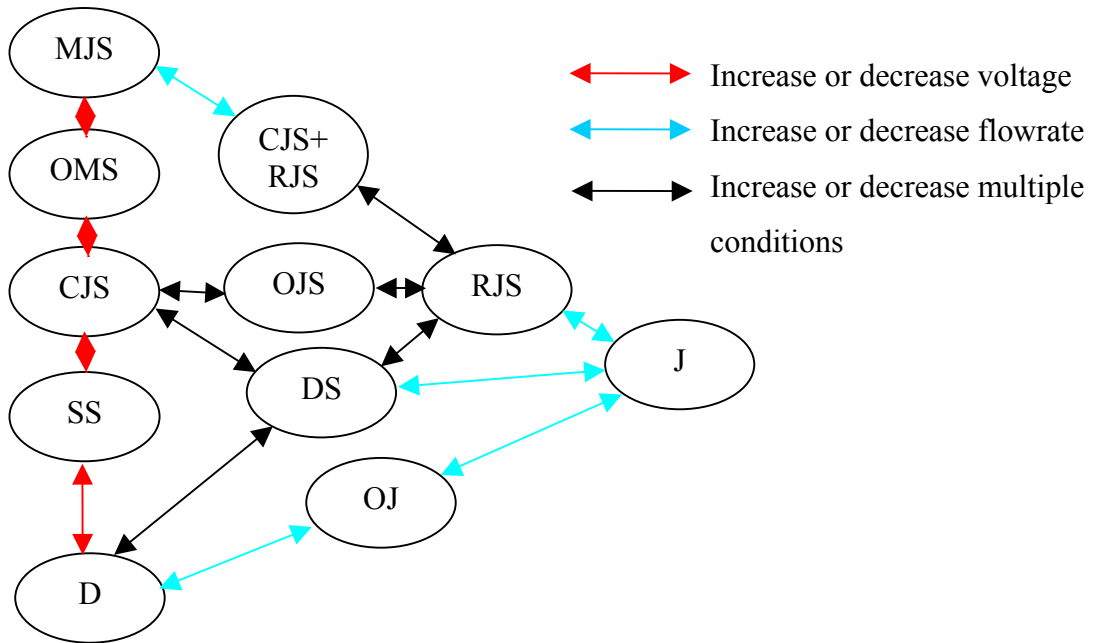 MJS
Increase or decrease voltage
CJS+
RJS
Increase or decrease flowrate
OMS
Increase or decrease multiple
conditions
CJS
OJS
RJS
J
DS
SS
OJ
D